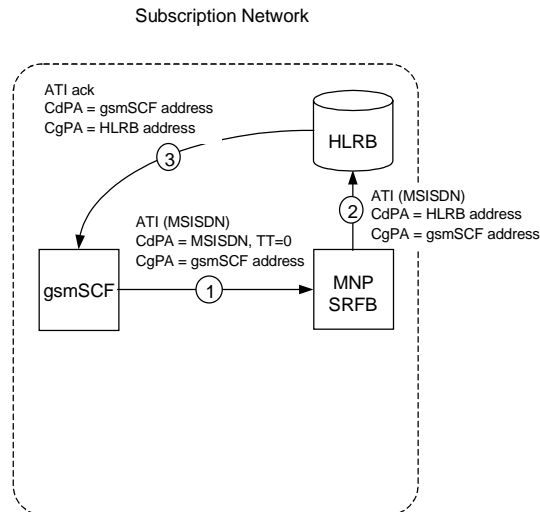 Subscription Network
ATI ack
CdPA = gsmSCF address
CgPA = HLRB address
HLRB
3
ATI (MSISDN)
CdPA = HLRB address
CgPA = gsmSCF address
2
ATI (MSISDN)
CdPA = MSISDN, TT=0
CgPA = gsmSCF address
gsmSCF
1
MNP
SRFB